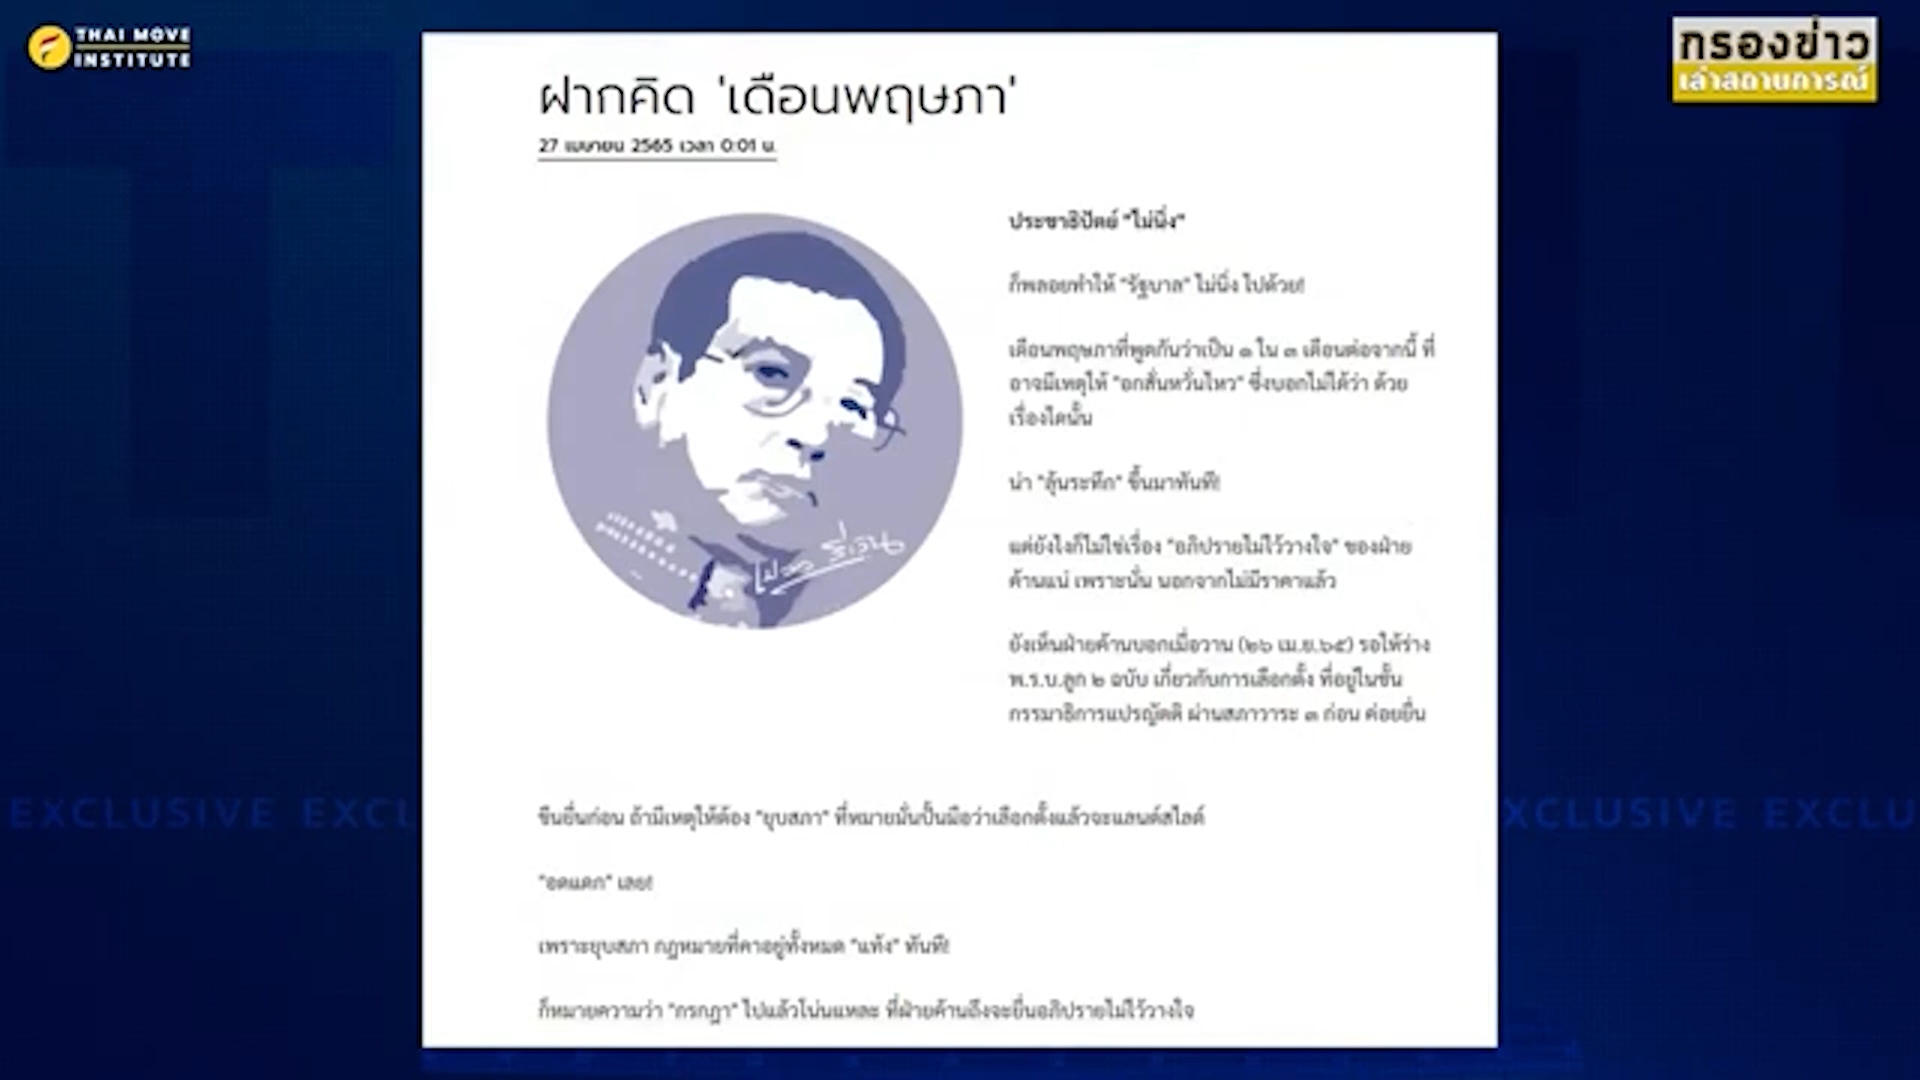 THAI MOVE
INSTITUTE
กรองข่าว
เล่าสถานการณ์
ฝากคิด 'เดือนพฤษภา'
27 เมษายน 2565 เวลา 0:01 น.
ประชาธิปัตย์ "ไม่นิ่ง"
ก็พลอยทำให้ "รัฐบาล" ไม่นิ่ง ไปด้วย!
เดือนพฤษภาที่พูดกันว่าเป็น ๑ ใน ๓ เดือนต่อจากนี้ ที่
อาจมีเหตุให้ "อกสั่นหวั่นไหว" ซึ่งบอกไม่ได้ว่า ด้วย
เรื่องใดนั้น
น่า "ลุ้นระทึก" ขึ้นมาทันที!
แต่ยังไงก็ไม่ใช่เรื่อง "อภิปรายไม่ไว้วางใจ" ของฝ่าย
ค้านแน่ เพราะนั่น นอกจากไม่มีราคาแล้ว
ยังเห็นฝ่ายค้านบอกเมื่อวาน (๒๖ เม.ย.๖๕) รอให้ร่าง
พ.ร.บ.ลูก ๒ ฉบับ เกี่ยวกับการเลือกตั้ง ที่อยู่ในชั้น
กรรมาธิการแปรญัตติ ผ่านสภาวาระ ๓ ก่อน ค่อยยื่น
ขืนยื่นก่อน ถ้ามีเหตุให้ต้อง "ยุบสภา" ที่หมายมั่นปั้นมือว่าเลือกตั้งแล้วจะแลนด์สไลด์
"อดแดก" เลย!
เพราะยุบสภา กฎหมายที่คาอยู่ทั้งหมด "แท้ง" ทันที!
ก็หมายความว่า "กรกฎา" ไปแล้วโน่นแหละ ที่ฝ่ายค้านถึงจะยื่นอภิปรายไม่ไว้วางใจ
EXCLUSIVE EXCL
XCLUSIVE EXCLU